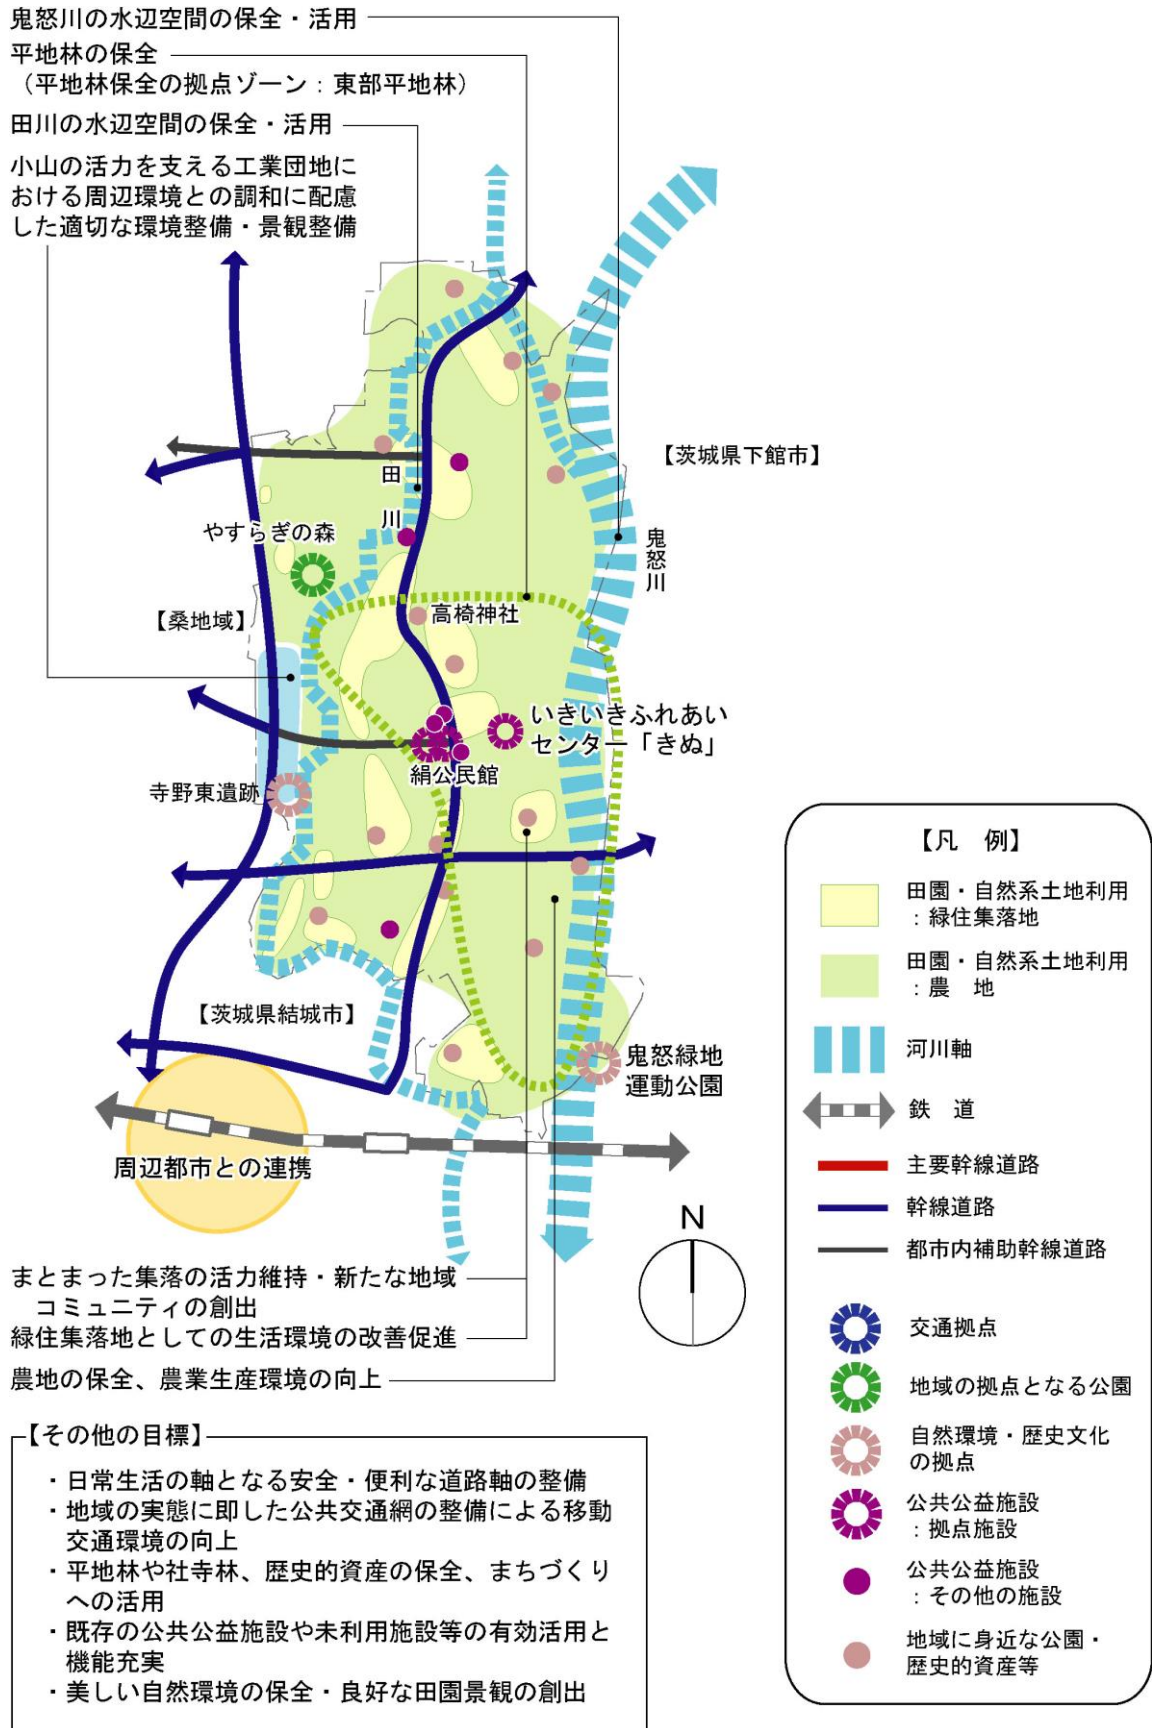 鬼怒川の水辺空間の保全・活用
平地林の保全
（平地林保全の拠点ゾーン：東部平地林）
田川の水辺空間の保全・活用
小山の活力を支える工業団地に
おける周辺環境との調和に配慮
した適切な環境整備・景観整備
【茨城県下館市】
田川
やすらぎの森
鬼怒川
【桑地域】
高椅神社
いきいきふれあい
センター「きぬ」
絹公民館
寺野東遺跡
【茨城県結城市】
鬼怒緑地
運動公園
周辺都市との連携
N
まとまった集落の活力維持・新たな地域
コミュニティの創出
緑住集落地としての生活環境の改善促進
農地の保全、農業生産環境の向上
【その他の目標】
・日常生活の軸となる安全・便利な道路軸の整備
・地域の実態に即した公共交通網の整備による移動
交通環境の向上
・平地林や社寺林、歴史的資産の保全、まちづくり
への活用
・既存の公共公益施設や未利用施設等の有効活用と
機能充実
・美しい自然環境の保全・良好な田園景観の創出
【凡　例】
田園・自然系土地利用
：緑住集落地
田園・自然系土地利用
：農　地
河川軸
鉄　道
主要幹線道路
幹線道路
都市内補助幹線道路
交通拠点
地域の拠点となる公園
自然環境・歴史文化
の拠点
公共公益施設
：拠点施設
公共公益施設
：その他の施設
地域に身近な公園・
歴史的資産等